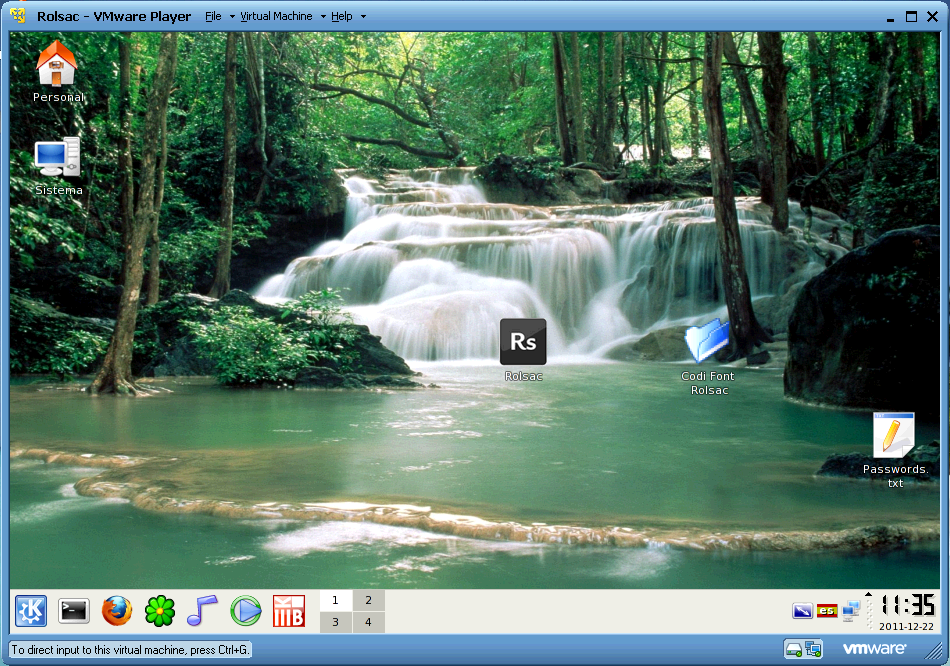 Rolsac - VMware Player File Virtual Machine Help
Personal
Sistema
Rs
Rolsac
Codi Font
Rolsac
Passwords.
txt
K
>_
IIIB
1 2
3 4
es
11:35
2011-12-22
To direct input to this virtual machine, press Ctrl+G.
vmware